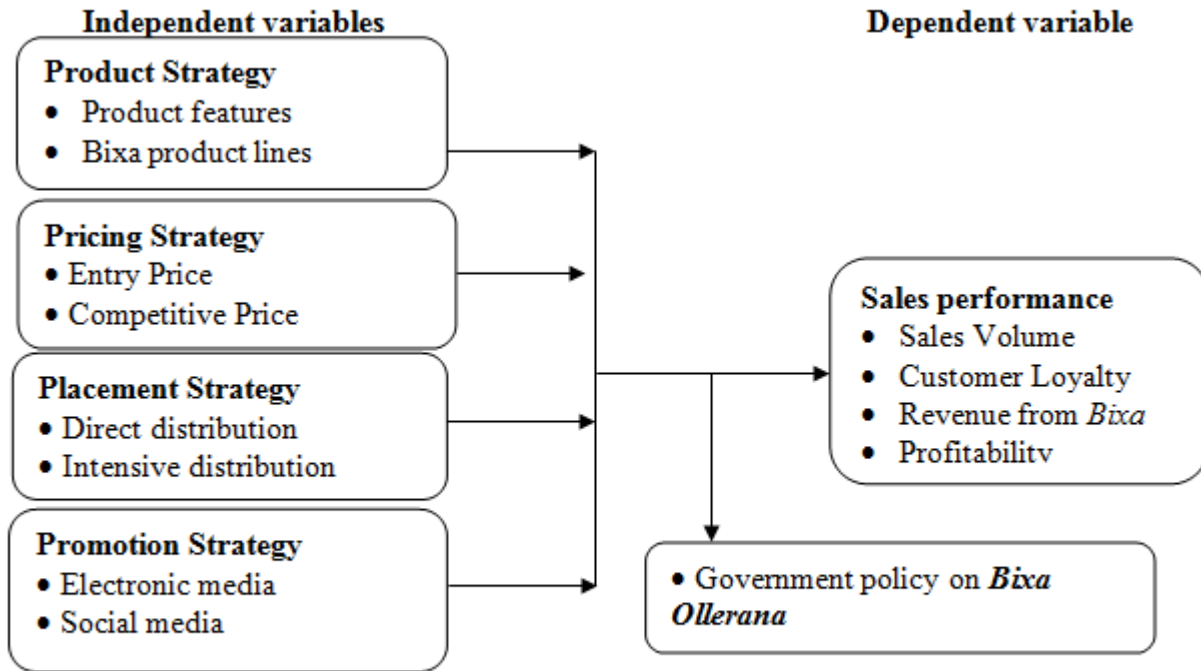 Independent variables
Dependent variable
Product Strategy
• Product features
• Bixa product lines
Pricing Strategy
• Entry Price
• Competitive Price
Placement Strategy
• Direct distribution
• Intensive distribution
Promotion Strategy
• Electronic media
• Social media
Sales performance
• Sales Volume
• Customer Loyalty
• Revenue from Bixa
• Profitability
• Government policy on Bixa
Ollerana